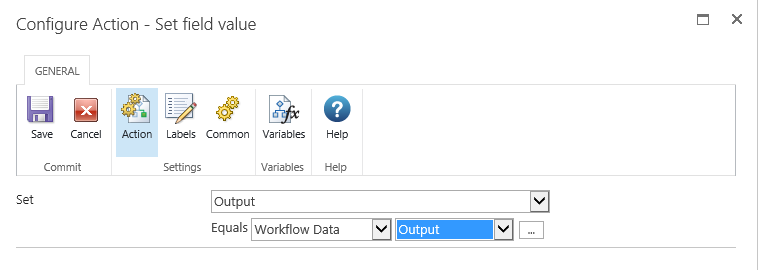 Configure Action - Set field value
GENERAL
Save Cancel Action Labels Common Variables Help
Commit Settings Variables Help
Set Output
Equals Workflow Data Output ...